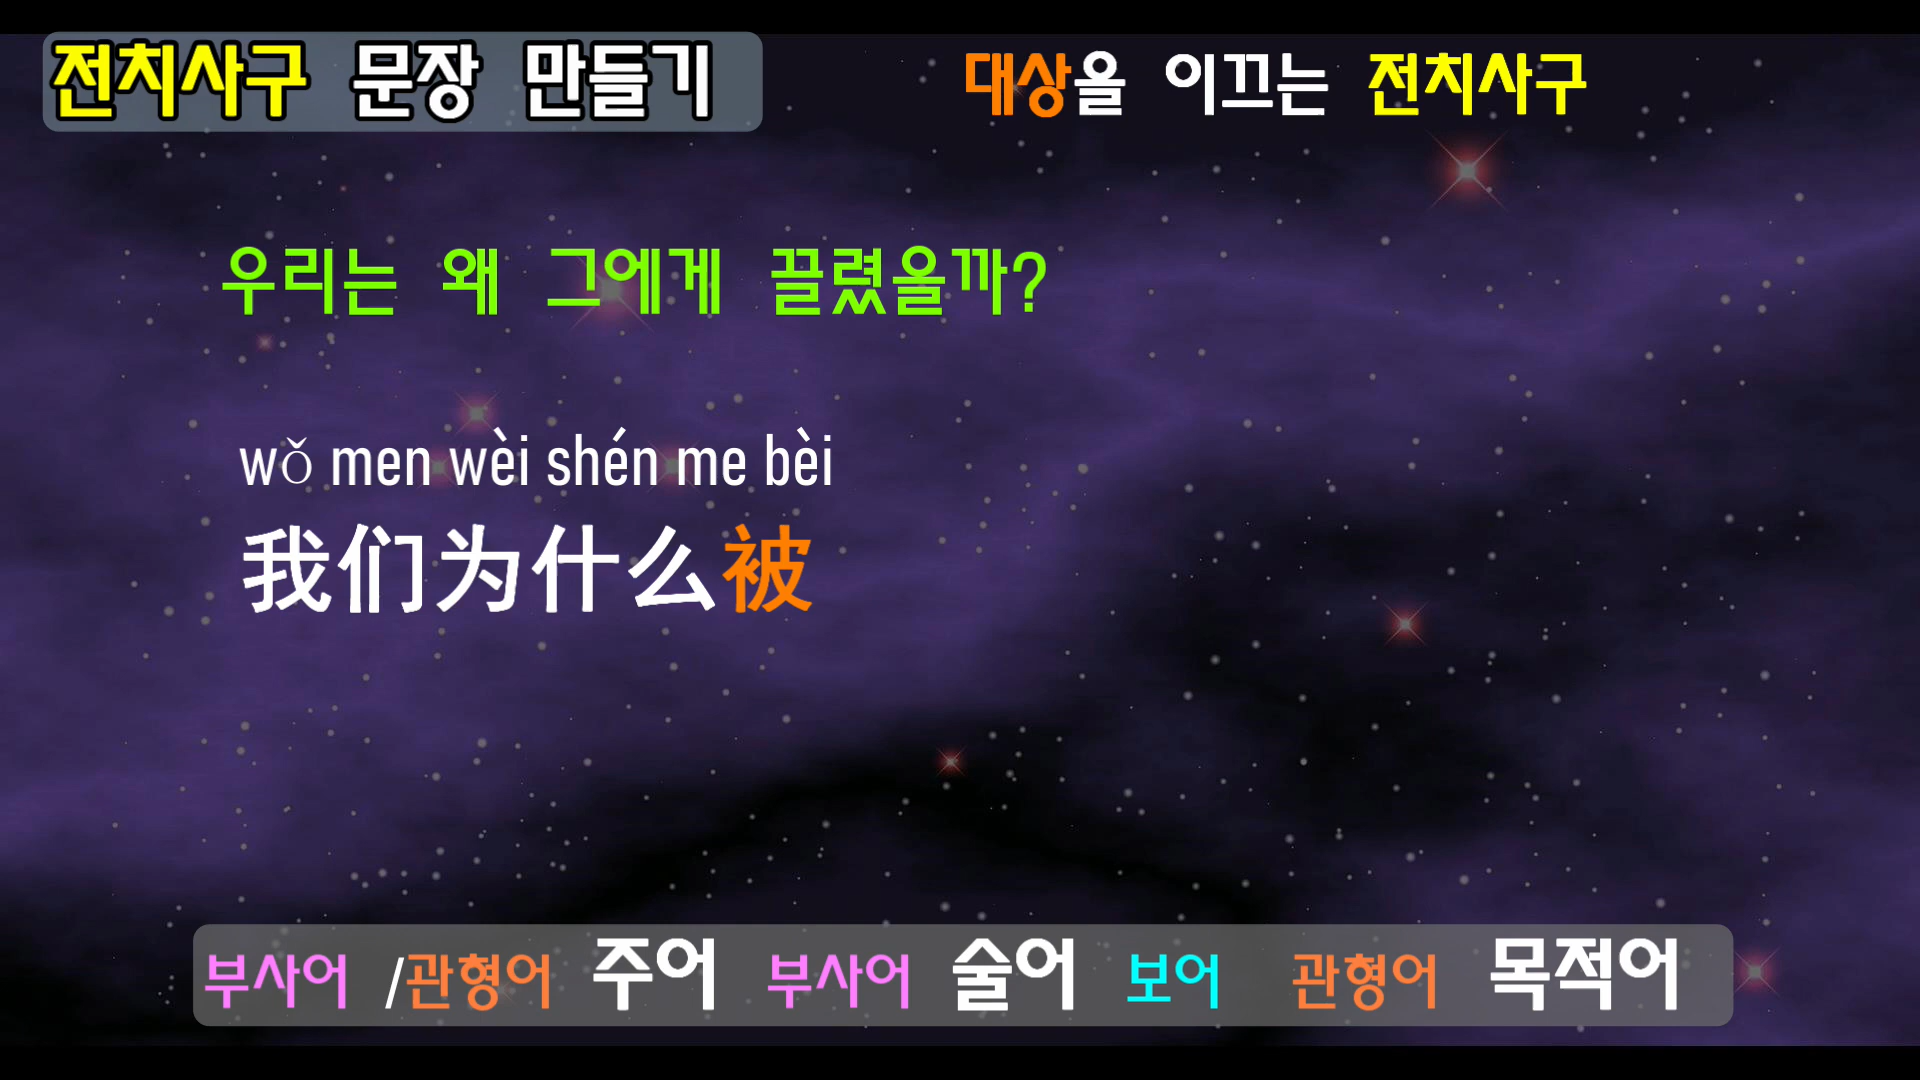 전치사구 문장 만들기
대상을 이끄는 전치사구
우리는 왜 그에게 끌렸을까?
wǒ men wèi shén me bèi
我们为什么被
부사어 /관형어 주어 부사어 술어 보어 관형어 목적어